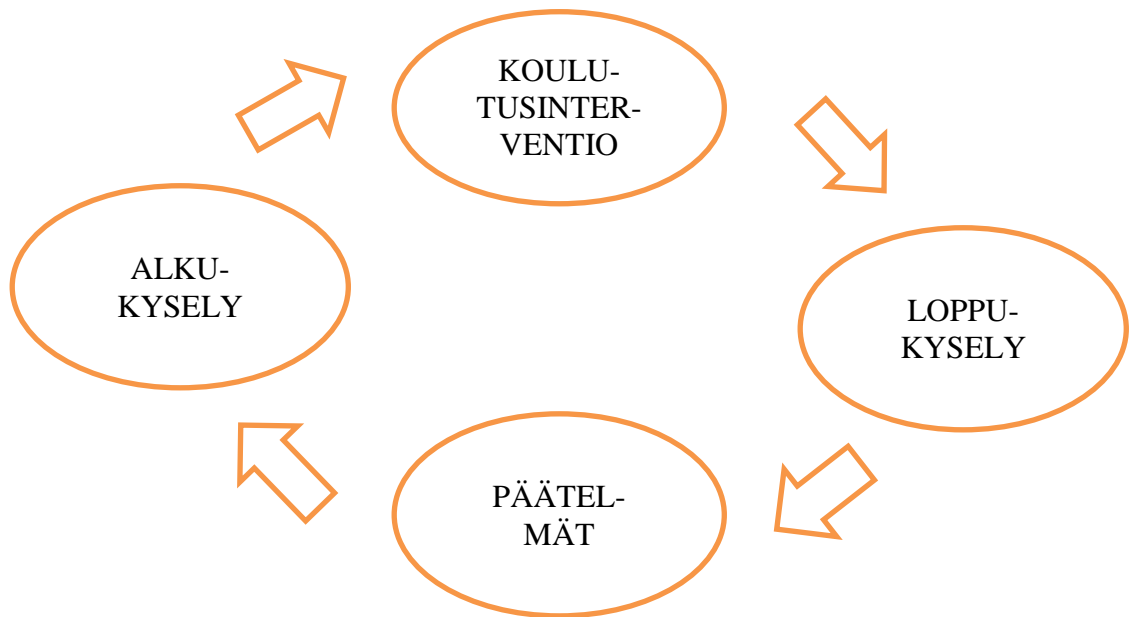 KOULU-
TUSINTER-
VENTIO
ALKU-
KYSELY
LOPPU-
KYSELY
PÄÄTEL-
MÄT